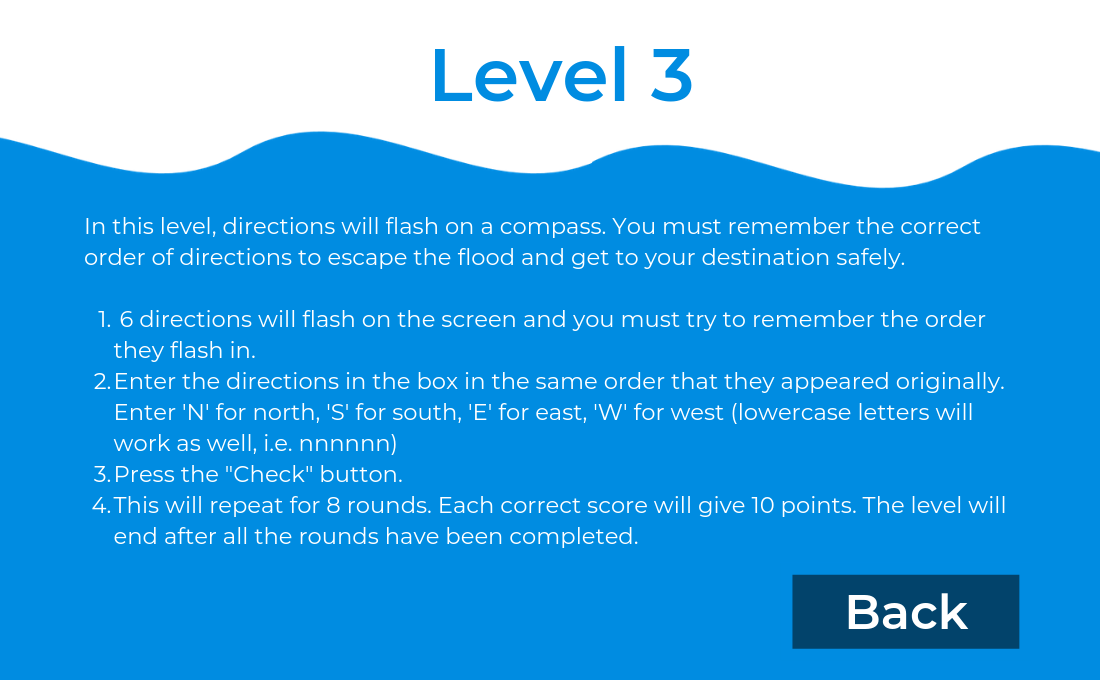 Level 3
In this level, directions will flash on a compass. You must remember the correct
order of directions to escape the flood and get to your destination safely.
1. 6 directions will flash on the screen and you must try to remember the order
they flash in.
2. Enter the directions in the box in the same order that they appeared originally.
Enter 'N' for north, 'S' for south, 'E' for east, 'W' for west (lowercase letters will
work as well, i.e. nnnnnn)
3. Press the "Check" button.
4. This will repeat for 8 rounds. Each correct score will give 10 points. The level will
end after all the rounds have been completed.
Back